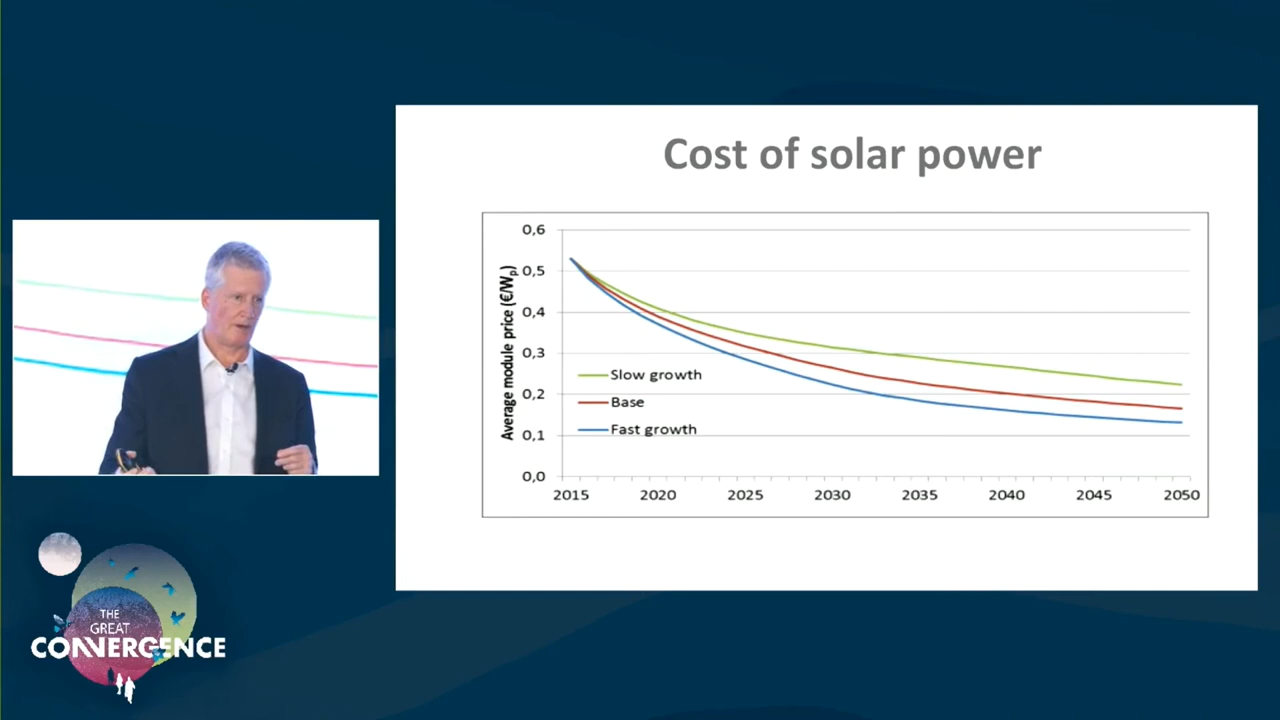 Cost of solar power
Average module price (€/Wp)
0,6
0,5
0,4
0,3
0,2
0,1
0,0
Slow growth
Base
Fast growth
2015 2020 2025 2030 2035 2040 2045 2050
THE
GREAT
CONVERGENCE